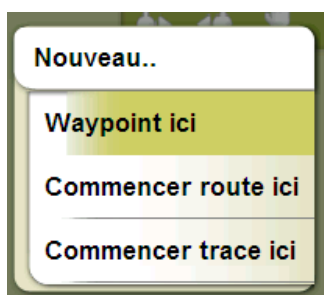 Nouveau..
Waypoint ici
Commencer route ici
Commencer trace ici